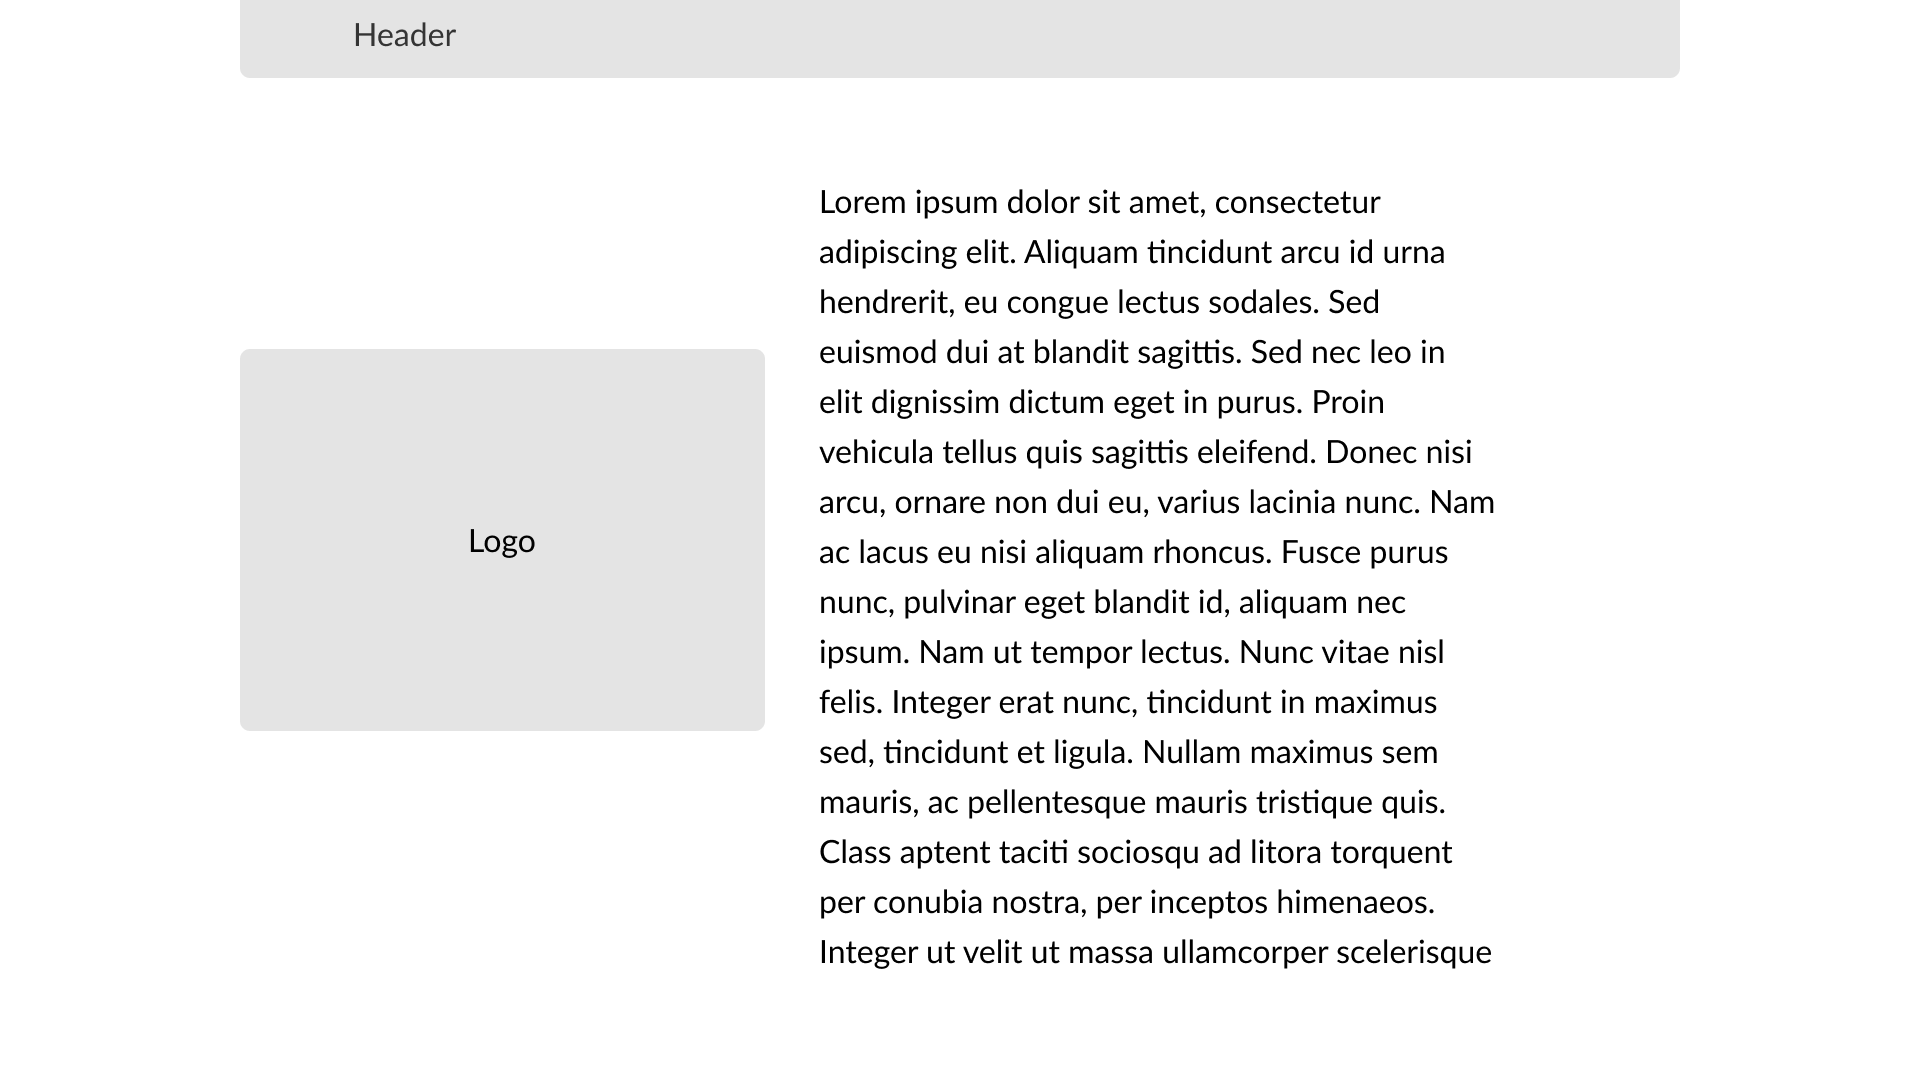 Header
Logo
Lorem ipsum dolor sit amet, consectetur
adipiscing elit. Aliquam tincidunt arcu id urna
hendrerit, eu congue lectus sodales. Sed
euismod dui at blandit sagittis. Sed nec leo in
elit dignissim dictum eget in purus. Proin
vehicula tellus quis sagittis eleifend. Donec nisi
arcu, ornare non dui eu, varius lacinia nunc. Nam
ac lacus eu nisi aliquam rhoncus. Fusce purus
nunc, pulvinar eget blandit id, aliquam nec
ipsum. Nam ut tempor lectus. Nunc vitae nisl
felis. Integer erat nunc, tincidunt in maximus
sed, tincidunt et ligula. Nullam maximus sem
mauris, ac pellentesque mauris tristique quis.
Class aptent taciti sociosqu ad litora torquent
per conubia nostra, per inceptos himenaeos.
Integer ut velit ut massa ullamcorper scelerisque